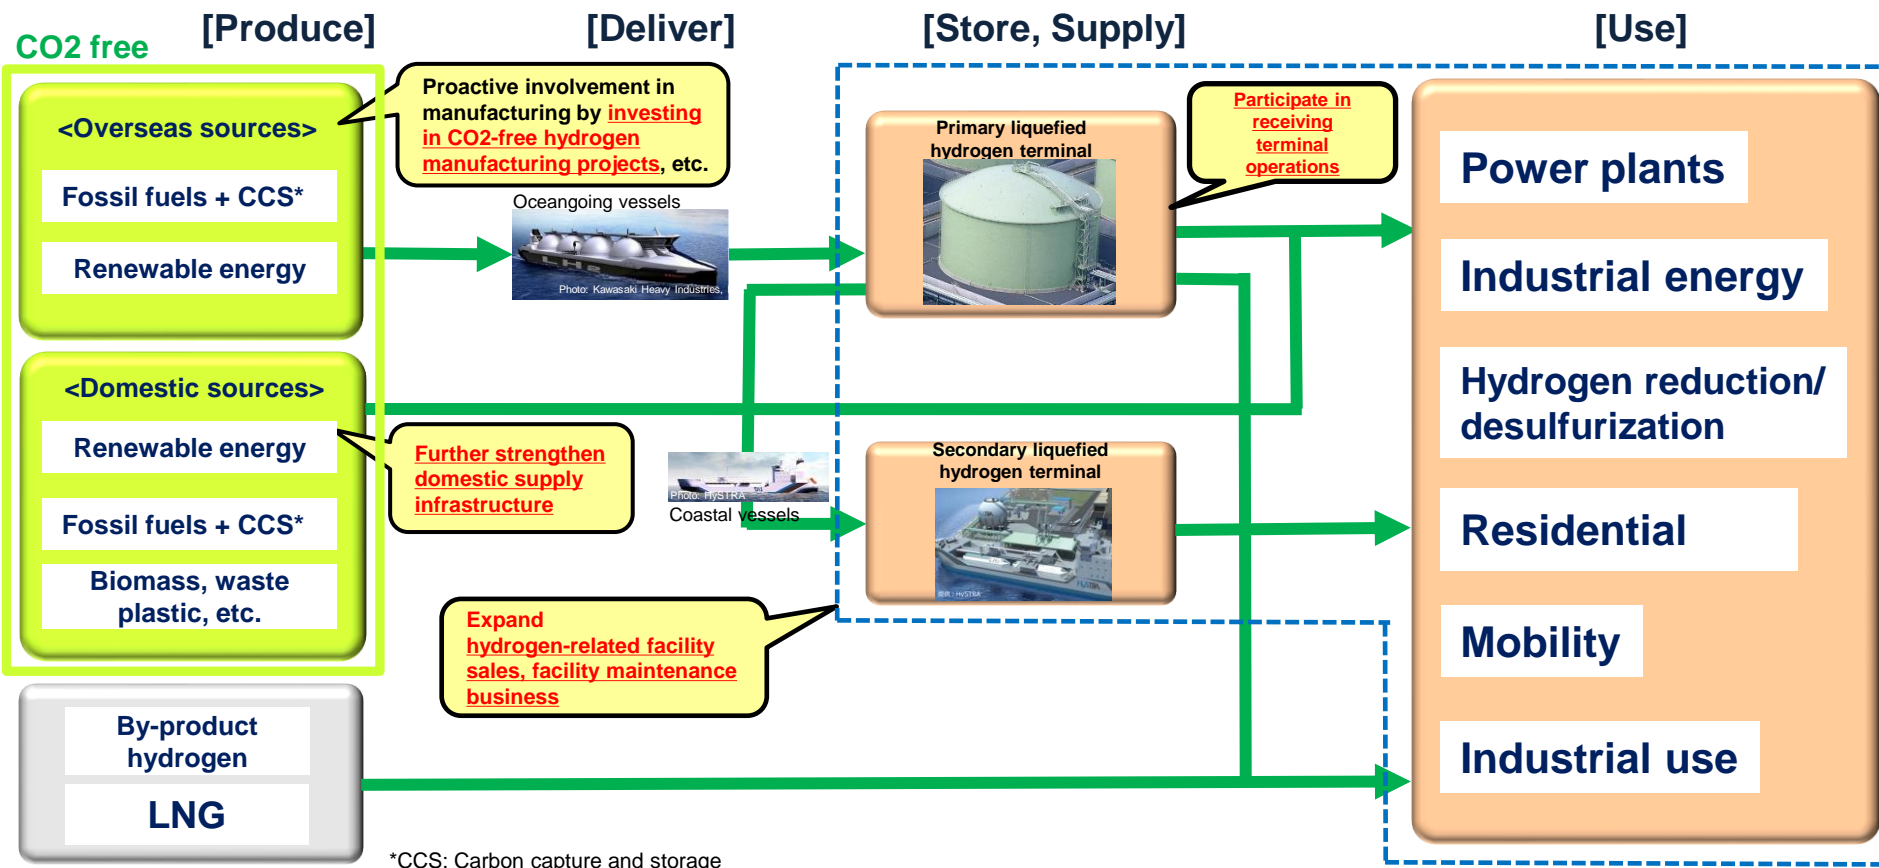 [Produce]
[Deliver]
[Store, Supply]
[Use]
CO2 free
<Overseas sources>
Fossil fuels + CCS*
Renewable energy
Proactive involvement in
manufacturing by investing
in CO2-free hydrogen
manufacturing projects, etc.
Oceangoing vessels
Photo: Kawasaki Heavy Industries,
Primary liquefied
hydrogen terminal
Participate in
receiving
terminal
operations
<Domestic sources>
Renewable energy
Fossil fuels + CCS*
Biomass, waste
plastic, etc.
Further strengthen
domestic supply
infrastructure
Photo: HySTRA
Coastal vessels
Secondary liquefied
hydrogen terminal
提供：HySTRA
Expand
hydrogen-related facility
sales, facility maintenance
business
By-product
hydrogen
LNG
Power plants
Industrial energy
Hydrogen reduction/
desulfurization
Residential
Mobility
Industrial use
*CCS: Carbon capture and storage